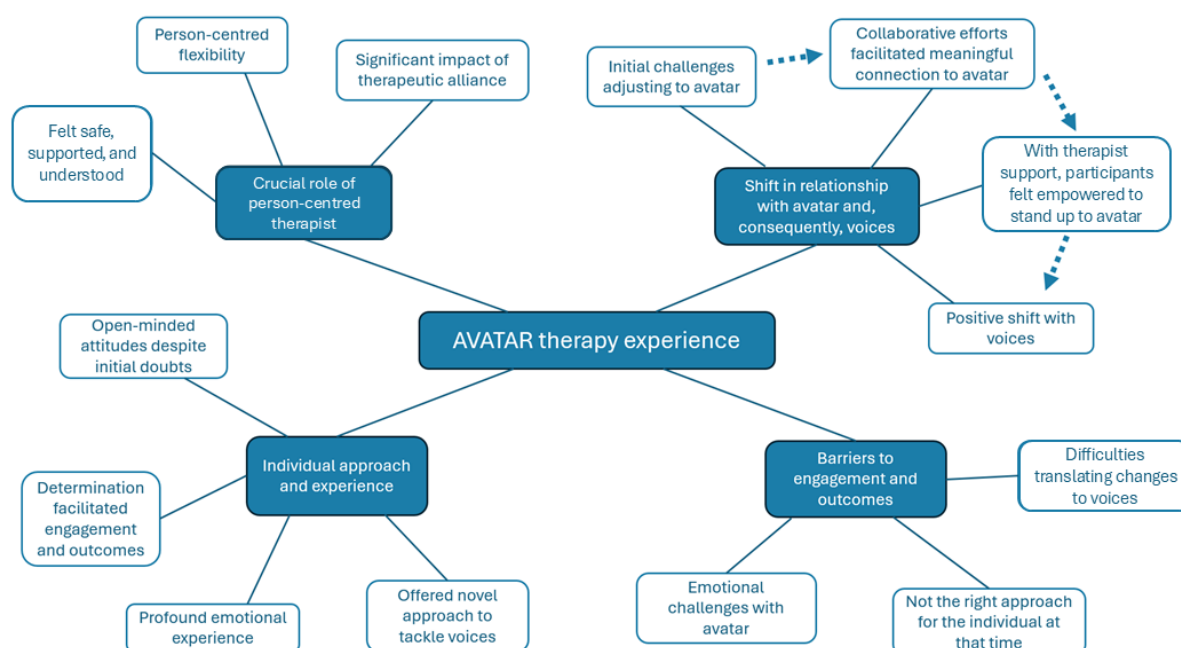 Person-centred
flexibility
Significant impact of
therapeutic alliance
Felt safe,
supported, and
understood
Crucial role of
person-centred
therapist
Initial challenges
adjusting to avatar
Collaborative efforts
facilitated meaningful
connection to avatar
With therapist
support, participants
felt empowered to
stand up to avatar
Shift in relationship
with avatar and,
consequently, voices
Positive shift with
voices
AVATAR therapy experience
Open-minded
attitudes despite
initial doubts
Individual approach
and experience
Determination
facilitated
engagement
and outcomes
Profound emotional
experience
Offered novel
approach to
tackle voices
Barriers to
engagement and
outcomes
Difficulties
translating changes
to voices
Emotional
challenges with
avatar
Not the right approach
for the individual at
that time